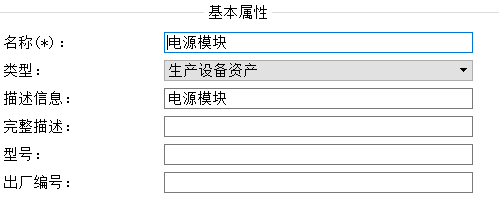 基本属性
名称(*)： 电源模块
类型： 生产设备资产
描述信息： 电源模块
完整描述：
型号：
出厂编号：